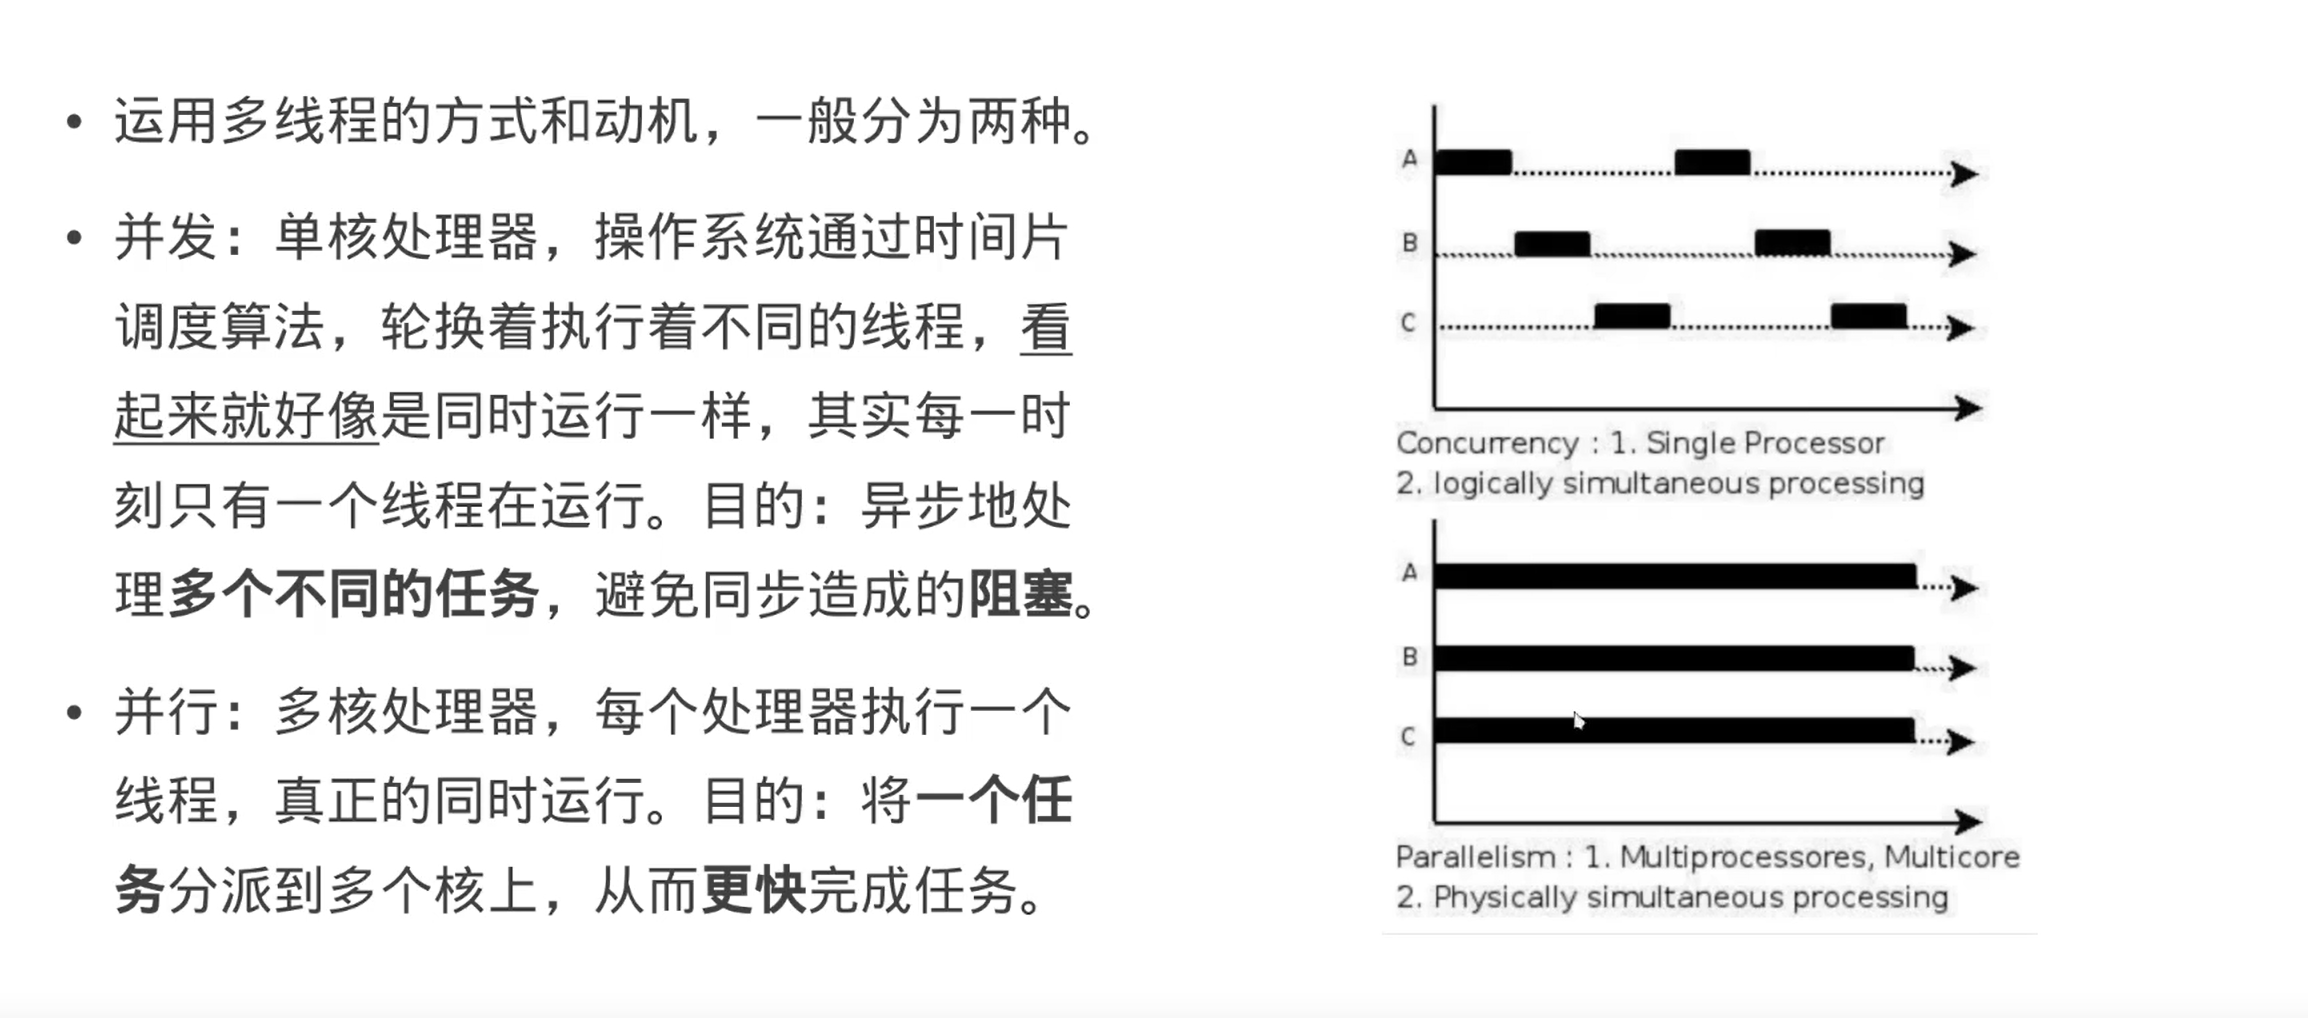 • 运用多线程的方式和动机，一般分为两种。
• 并发：单核处理器，操作系统通过时间片
调度算法，轮换着执行着不同的线程，看
起来就好像是同时运行一样，其实每一时
刻只有一个线程在运行。目的：异步地处
理多个不同的任务，避免同步造成的阻塞。
• 并行：多核处理器，每个处理器执行一个
线程，真正的同时运行。目的：将一个任
务分派到多个核上，从而更快完成任务。
A
B
C
Concurrency : 1. Single Processor
2. logically simultaneous processing
A
B
C
Parallelism : 1. Multiprocessores, Multicore
2. Physically simultaneous processing